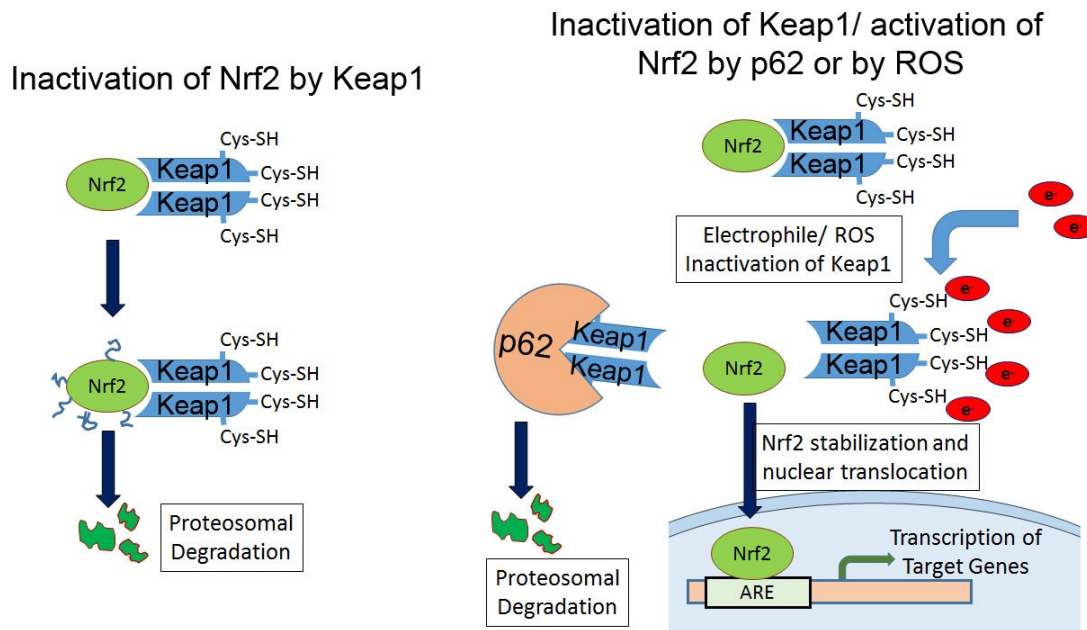 Inactivation of Nrf2 by Keap1
Cys-SH
Keap1
Cys-SH
Nrf2
Keap1
Cys-SH
Cys-SH
Cys-SH
Keap1
Cys-SH
Nrf2
Keap1
Cys-SH
Cys-SH
Proteosomal
Degradation
Inactivation of Keap1/ activation of
Nrf2 by p62 or by ROS
Cys-SH
Keap1
Cys-SH
Nrf2
Keap1
Cys-SH
Cys-SH
e-
e-
Electrophile/ ROS
Inactivation of Keap1
p62
Keap1
Keap1
Nrf2
Cys-SH
e-
Keap1
Cys-SH
e-
Keap1
Cys-SH
e-
Cys-SH
e-
Nrf2 stabilization and
nuclear translocation
Proteosomal
Degradation
Nrf2
ARE
Transcription of
Target Genes